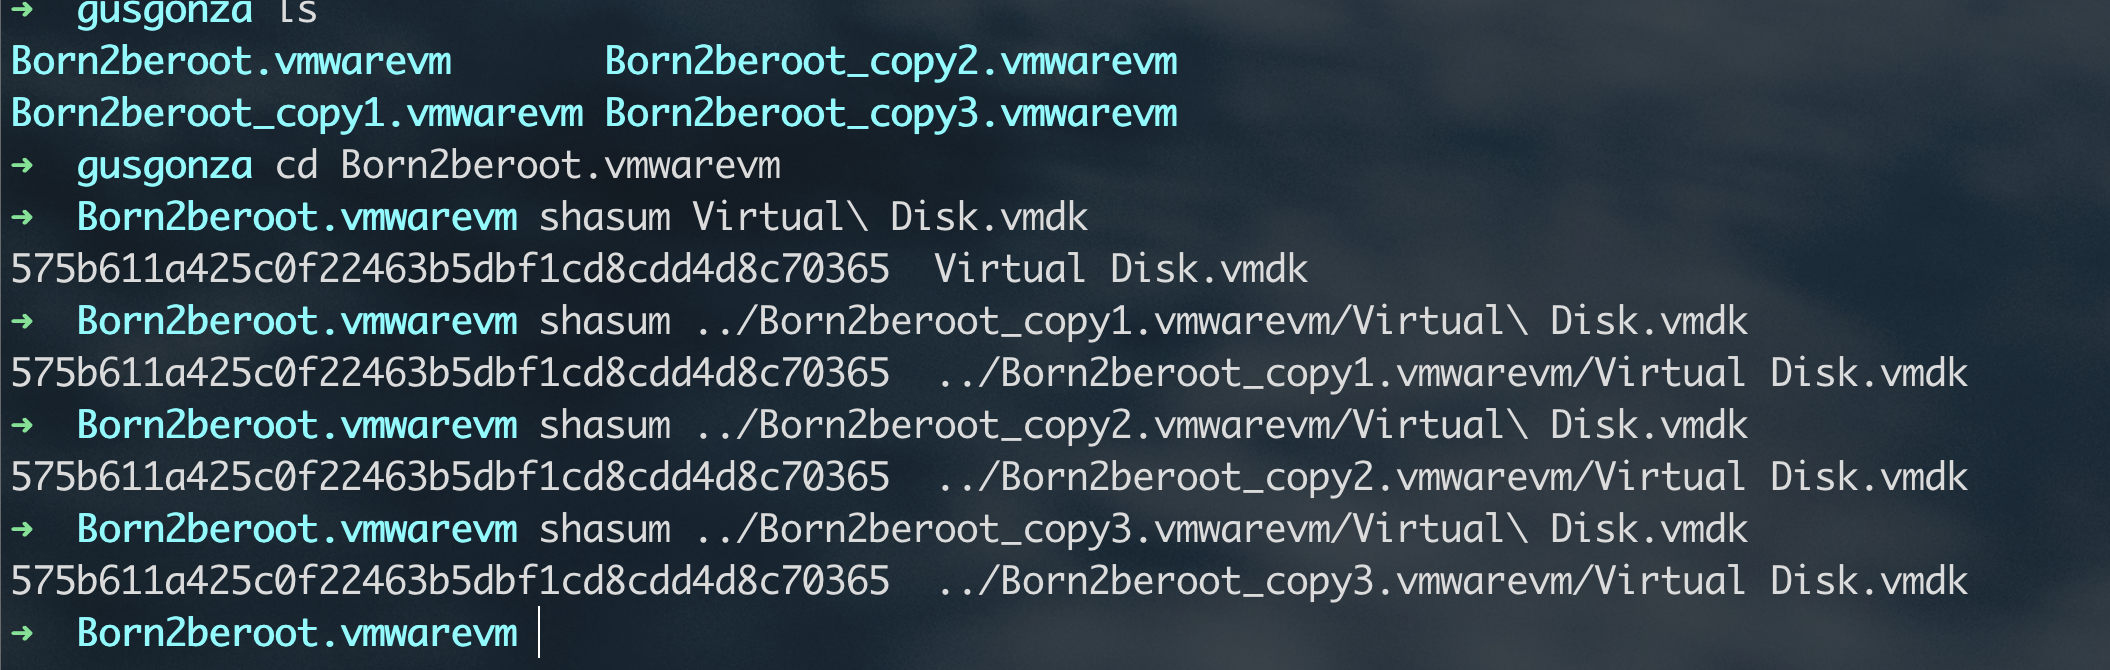 ➜  gusgonza ls
Born2beroot.vmwarevm       Born2beroot_copy2.vmwarevm
Born2beroot_copy1.vmwarevm Born2beroot_copy3.vmwarevm
➜  gusgonza cd Born2beroot.vmwarevm
➜  Born2beroot.vmwarevm shasum Virtual\ Disk.vmdk
575b611a425c0f22463b5dbf1cd8cdd4d8c70365  Virtual Disk.vmdk
➜  Born2beroot.vmwarevm shasum ../Born2beroot_copy1.vmwarevm/Virtual\ Disk.vmdk
575b611a425c0f22463b5dbf1cd8cdd4d8c70365  ../Born2beroot_copy1.vmwarevm/Virtual Disk.vmdk
➜  Born2beroot.vmwarevm shasum ../Born2beroot_copy2.vmwarevm/Virtual\ Disk.vmdk
575b611a425c0f22463b5dbf1cd8cdd4d8c70365  ../Born2beroot_copy2.vmwarevm/Virtual Disk.vmdk
➜  Born2beroot.vmwarevm shasum ../Born2beroot_copy3.vmwarevm/Virtual\ Disk.vmdk
575b611a425c0f22463b5dbf1cd8cdd4d8c70365  ../Born2beroot_copy3.vmwarevm/Virtual Disk.vmdk
➜  Born2beroot.vmwarevm